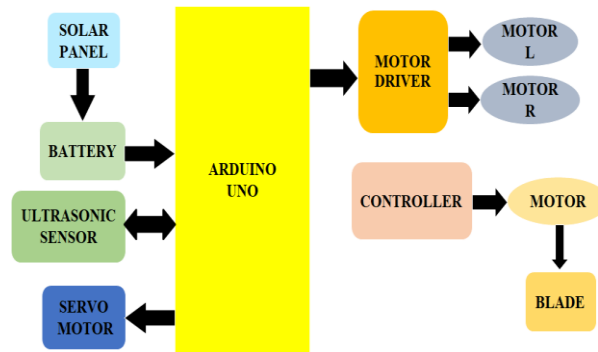 SOLAR
PANEL
BATTERY
ULTRASONIC
SENSOR
SERVO
MOTOR
ARDUINO
UNO
MOTOR
DRIVER
MOTOR
L
MOTOR
R
CONTROLLER
MOTOR
BLADE